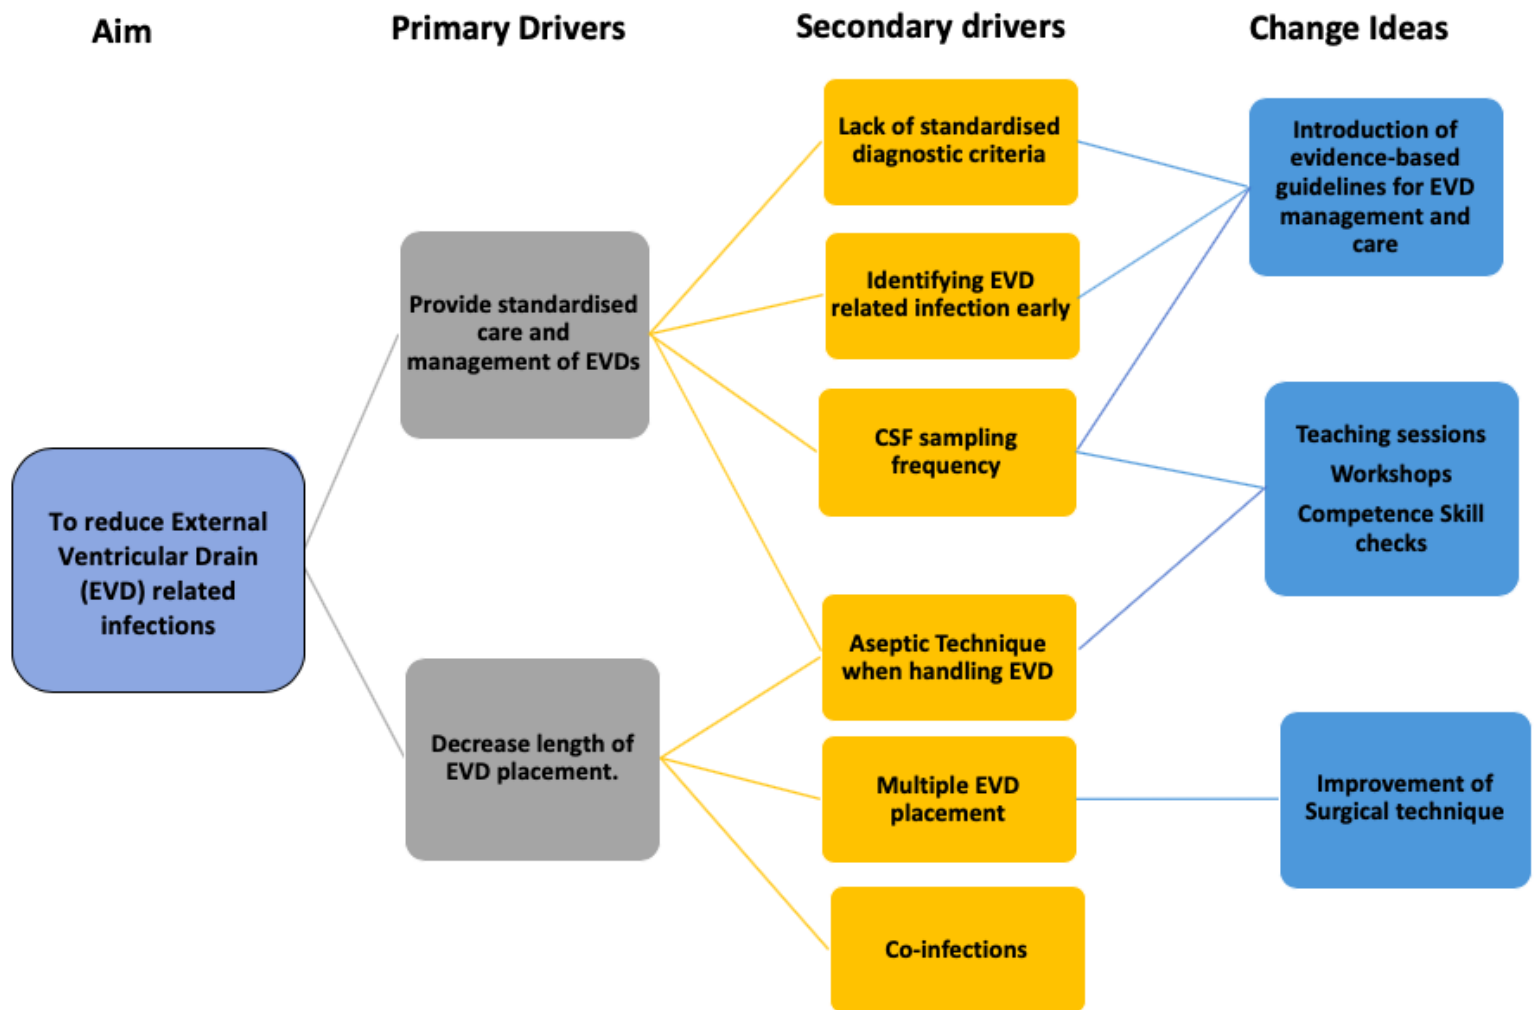 Aim
Primary Drivers
Secondary drivers
Change Ideas
To reduce External
Ventricular Drain
(EVD) related
infections
Provide standardised
care and
management of EVDs
Decrease length of
EVD placement.
Lack of standardised
diagnostic criteria
Identifying EVD
related infection early
CSF sampling
frequency
Aseptic Technique
when handling EVD
Multiple EVD
placement
Co-infections
Introduction of
evidence-based
guidelines for EVD
management and
care
Teaching sessions
Workshops
Competence Skill
checks
Improvement of
Surgical technique